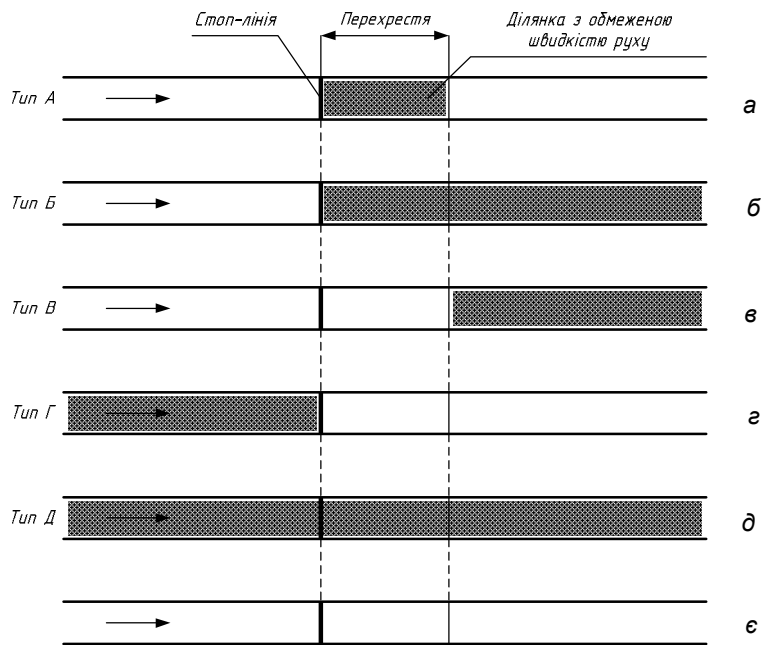 Стоп-лінія
Перехрестя
Ділянка з обмеженою
швидкістю руху
Тип А
а
Тип Б
б
Тип В
в
Тип Г
г
Тип Д
д
є